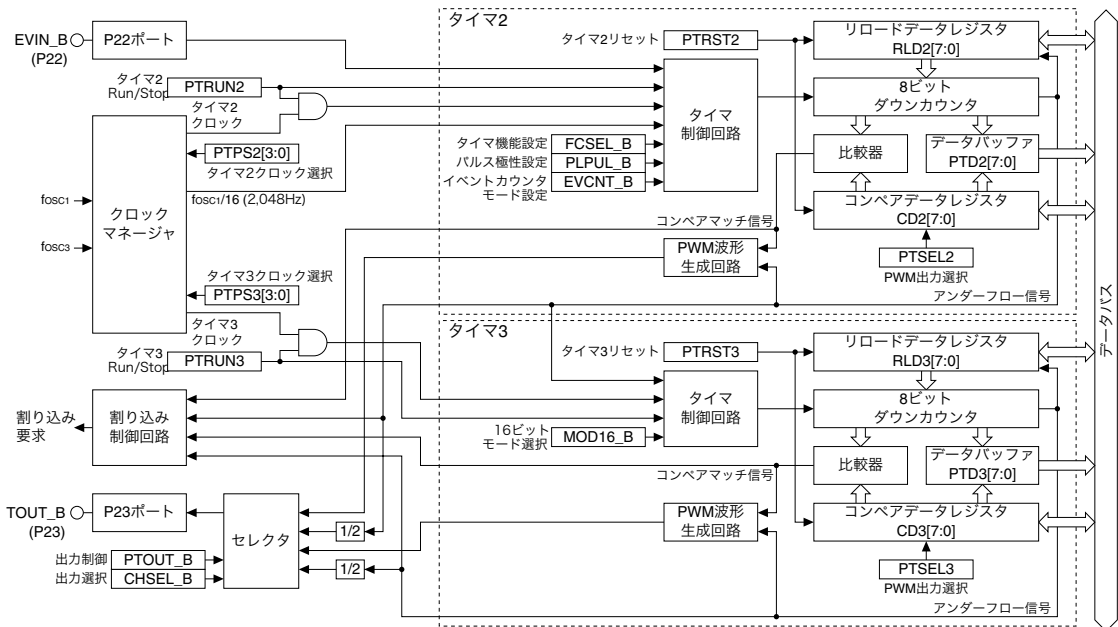 タイマ2
EVIN_B
(P22)
P22ポート
タイマ2リセット
PTRST2
リロードデータレジスタ
RLD2[7:0]
タイマ2
Run/Stop
PTRUN2
タイマ2
クロック
タイマ
制御回路
8ビット
ダウンカウンタ
PTPS2[3:0]
タイマ2クロック選択
タイマ機能設定
FCSEL_B
パルス極性設定
PLPUL_B
イベントカウンタ
モード設定
EVCNT_B
比較器
データバッファ
PTD2[7:0]
fOSC1
fOSC3
クロック
マネージャ
fOSC1/16 (2,048Hz)
コンペアマッチ信号
コンペアデータレジスタ
CD2[7:0]
PWM波形
生成回路
PTSEL2
PWM出力選択
アンダーフロー信号
タイマ3クロック選択
PTPS3[3:0]
データバス
タイマ3
タイマ3
クロック
タイマ3
Run/Stop
PTRUN3
タイマ3リセット
PTRST3
リロードデータレジスタ
RLD3[7:0]
タイマ
制御回路
8ビット
ダウンカウンタ
割り込み
要求
割り込み
制御回路
16ビット
モード選択
MOD16_B
比較器
データバッファ
PTD3[7:0]
コンペアマッチ信号
TOUT_B
(P23)
P23ポート
セレクタ
1/2
1/2
PWM波形
生成回路
コンペアデータレジスタ
CD3[7:0]
出力制御
PTOUT_B
出力選択
CHSEL_B
PTSEL3
PWM出力選択
アンダーフロー信号